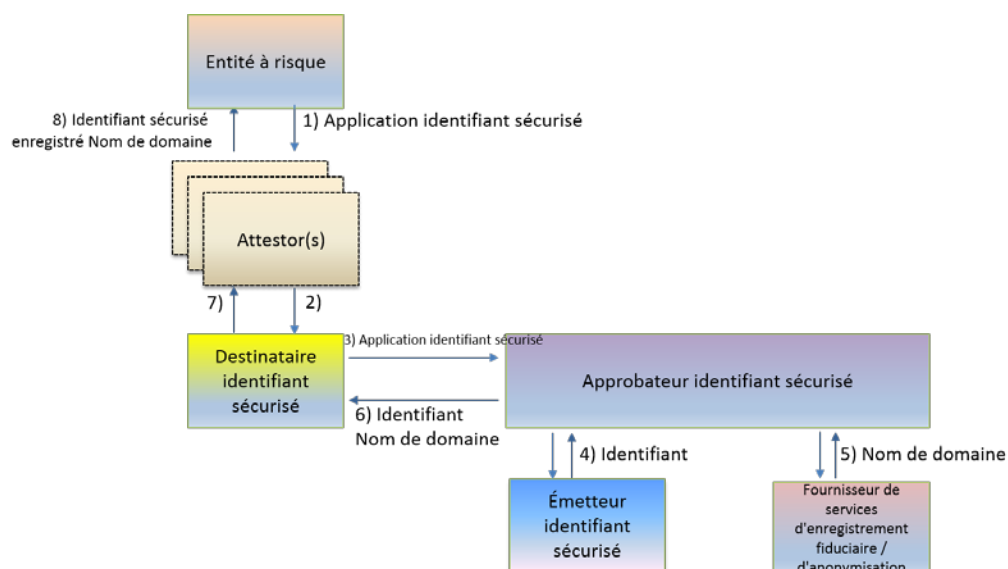 Entité à risque
8) Identifiant sécurisé
enregistré Nom de domaine
1) Application identifiant sécurisé
Attestor(s)
7)
2)
3) Application identifiant sécurisé
Destinataire
identifiant
sécurisé
Approbateur identifiant sécurisé
6) Identifiant
Nom de domaine
4) Identifiant
5) Nom de domaine
Émetteur
identifiant
sécurisé
Fournisseur de
services
d'enregistrement
fiduciaire /
d'anonymisation